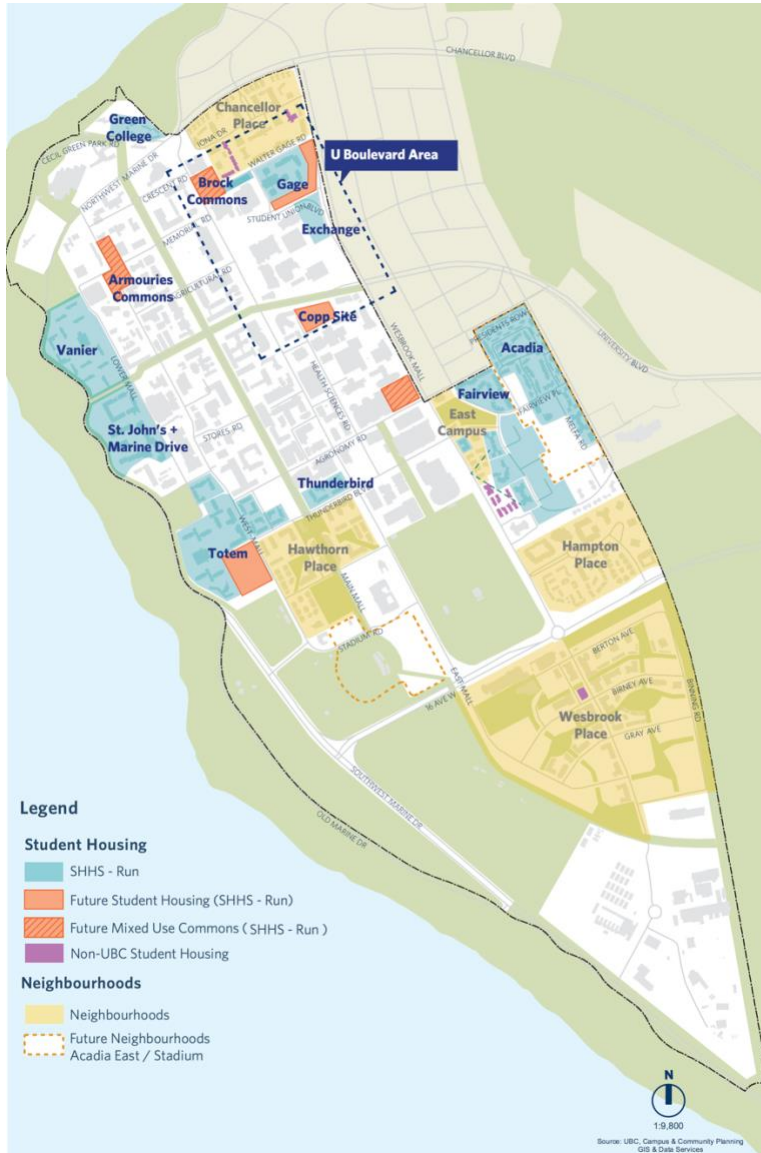 CHANCELLOR BLVD
Green
College
Chancellor
Place
CECIL GREEN PARK RD
IONA DR
U Boulevard Area
NORTHWEST MARINE DR
WALTER GAGE RD
CRESCENT RD
Brock
Commons
Gage
MEMORIAL RD
STUDENT UNION BLVD
Exchange
Armouries
Commons
AGRICULTURAL RD
Copp Site
WESBROOK MALL
PRESIDENTS ROW
UNIVERSITY BLVD
Vanier
Acadia
LOWER MALL
HEALTH SCIENCES RD
Fairview
FAIRVIEW PL
East
Campus
MELFA RD
St. John's +
Marine Drive
STORES RD
AGRONOMY RD
Thunderbird
THUNDERBIRD BLVD
WEST MALL
Totem
Hawthorn
Place
Hampton
Place
MAIN MALL
STADIUM RD
EAST MALL
16 AVE W
BERTON AVE
BINNING RD
BIRNEY AVE
Wesbrook
Place
GRAY AVE
SOUTHWEST MARINE DR
OLD MARINE DR
Legend
Student Housing
SHHS - Run
Future Student Housing (SHHS - Run)
Future Mixed Use Commons ( SHHS - Run )
Non-UBC Student Housing
Neighbourhoods
Neighbourhoods
Future Neighbourhoods
Acadia East / Stadium
N
1:9,800
Source: UBC, Campus & Community Planning
GIS & Data Services